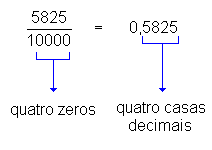 5825
10000
= 0,5825
quatro zeros
quatro casas
decimais